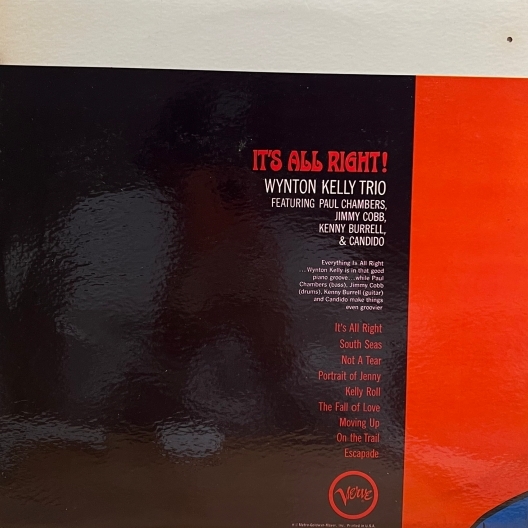 IT'S ALL RIGHT!
WYNTON KELLY TRIO
FEATURING PAUL CHAMBERS,
JIMMY COBB,
KENNY BURRELL,
& CANDIDO
Everything Is All Right
...Wynton Kelly is in that good
piano groove...while Paul
Chambers (bass), Jimmy Cobb
(drums), Kenny Burrell (guitar)
and Candido make things
even groovier
It's All Right
South Seas
Not A Tear
Portrait of Jenny
Kelly Roll
The Fall of Love
Moving Up
On the Trail
Escapade
Verve